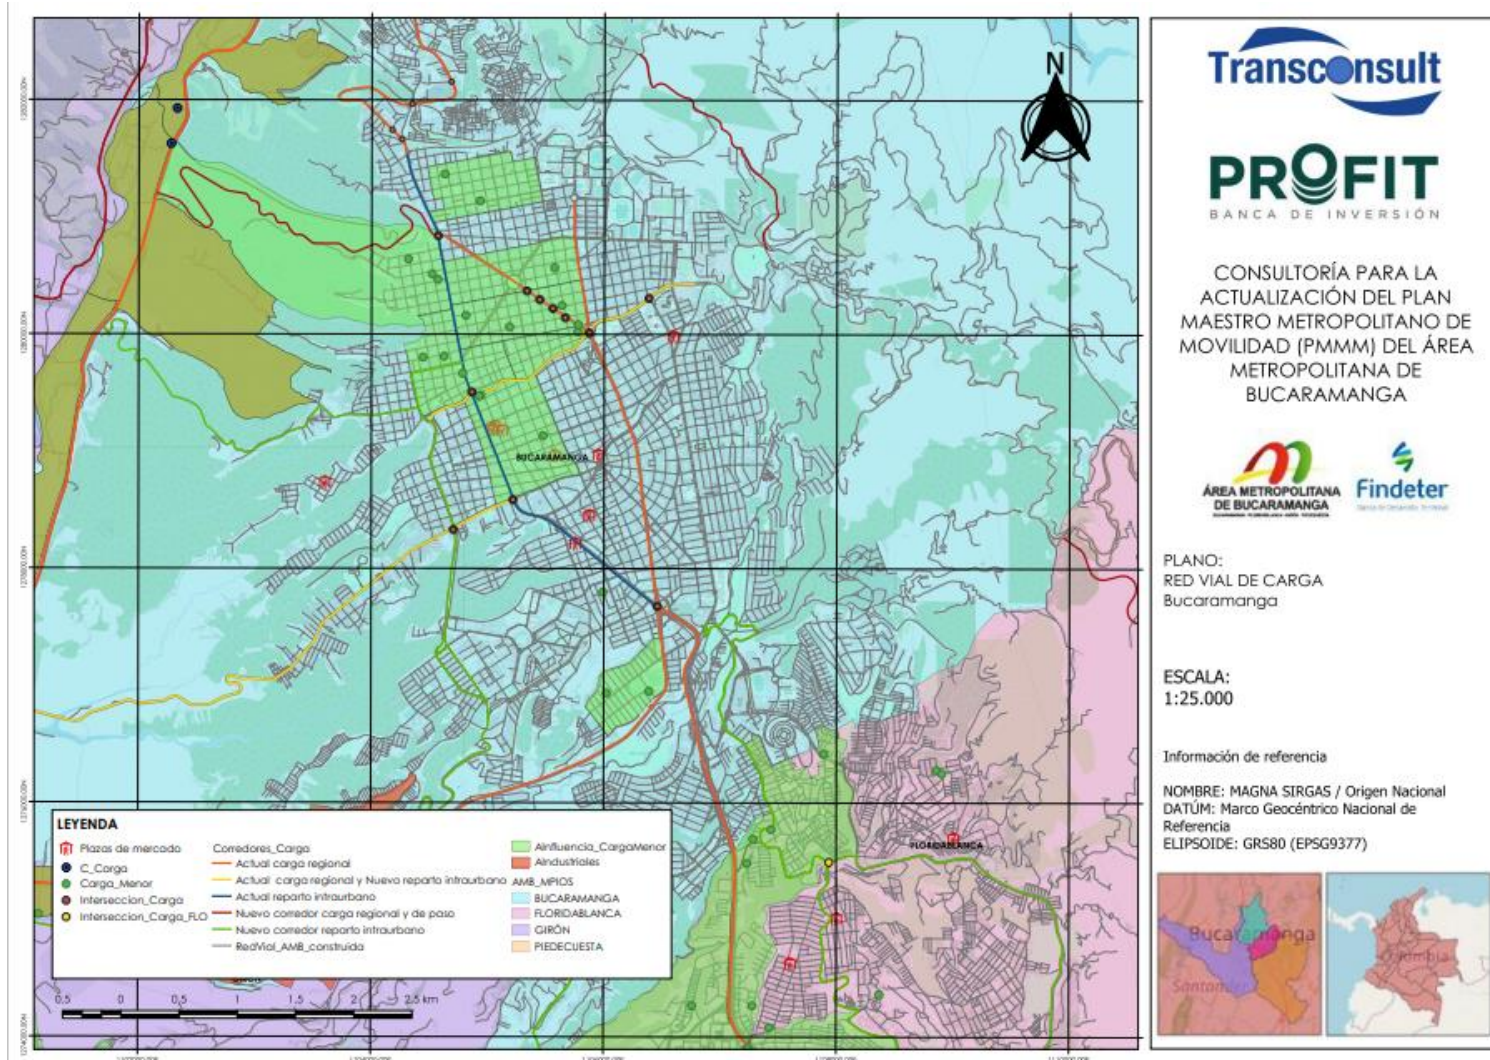 N
BUCARAMANGA
FLORIDABLANCA
LEYENDA
Plazas de mercado
C_Carga
Carga_Menor
Interseccion_Carga
Interseccion_Carga_FLO
Corredores_Carga
Actual carga regional
Actual carga regional y Nuevo reparto intraurbano
Actual reparto intraurbano
Nuevo corredor carga regional y de paso
Nuevo corredor reparto intraurbano
RedVial_AMB_construida
Ainfluencia_CargaMenor
Aindustriales
AMB_MPIOS
BUCARAMANGA
FLORIDABLANCA
GIRÓN
PIEDECUESTA
0.5 0 0.5 1 1.5 2 2.5 km
Transconsult
PROFIT
BANCA DE INVERSIÓN
CONSULTORÍA PARA LA
ACTUALIZACIÓN DEL PLAN
MAESTRO METROPOLITANO DE
MOVILIDAD (PMMM) DEL ÁREA
METROPOLITANA DE
BUCARAMANGA
ÁREA METROPOLITANA
DE BUCARAMANGA
Findeter
PLANO:
RED VIAL DE CARGA
Bucaramanga
ESCALA:
1:25.000
Información de referencia
NOMBRE: MAGNA SIRGAS / Origen Nacional
DATÚM: Marco Geocéntrico Nacional de
Referencia
ELIPSOIDE: GRS80 (EPSG9377)
Bucaramanga
Santander
Colombia